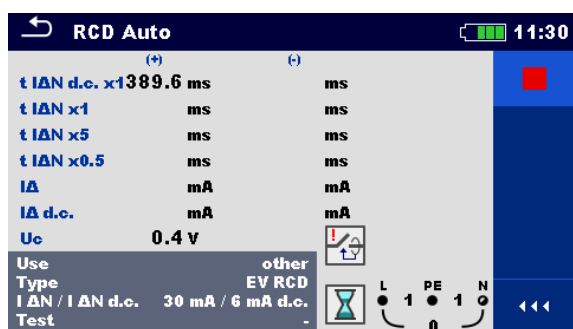 RCD Auto 11:30
(+) (-)
t IΔN d.c. x1 389.6 ms ms
t IΔN x1 ms ms
t IΔN x5 ms ms
t IΔN x0.5 ms ms
IΔ mA mA
IΔ d.c. mA mA
Uc 0.4 V
Use other
Type EV RCD
I ΔN / I ΔN d.c. 30 mA / 6 mA d.c.
Test -
L PE N
1 1
0